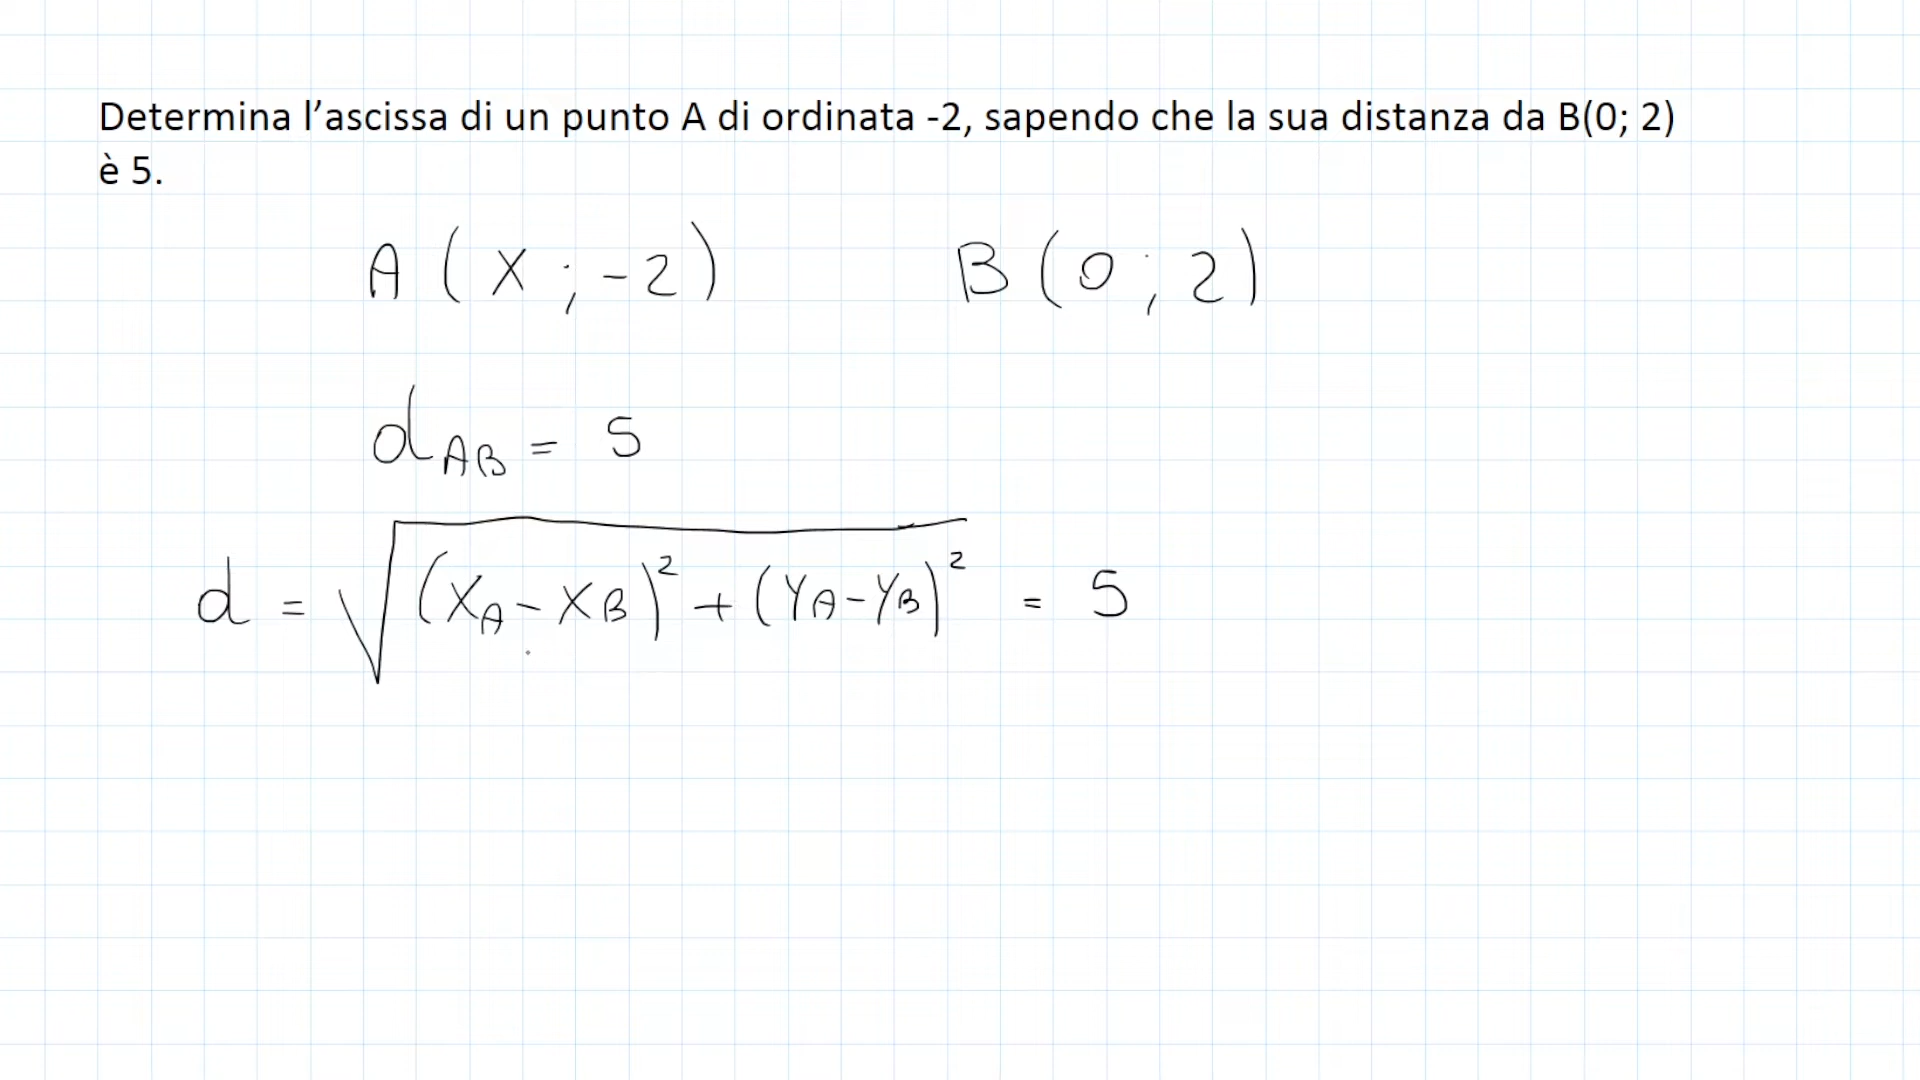 Determina l’ascissa di un punto A di ordinata -2, sapendo che la sua distanza da B(0; 2)
è 5.
A (x ; -2) B (0 ; 2)
d_AB = 5
d = √((x_A - x_B)² + (y_A - y_B)²) = 5